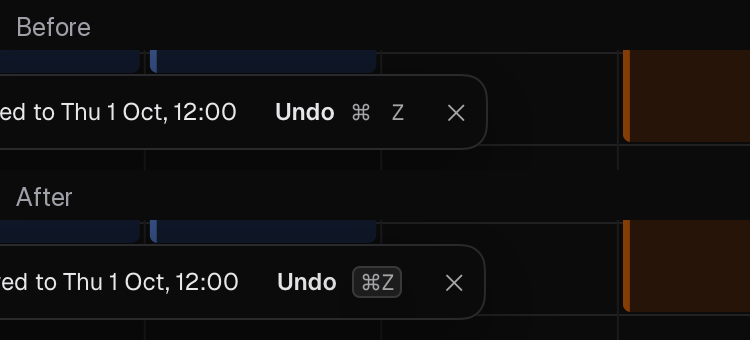 Before
ed to Thu 1 Oct, 12:00 Undo ⌘ Z
After
ed to Thu 1 Oct, 12:00 Undo ⌘Z